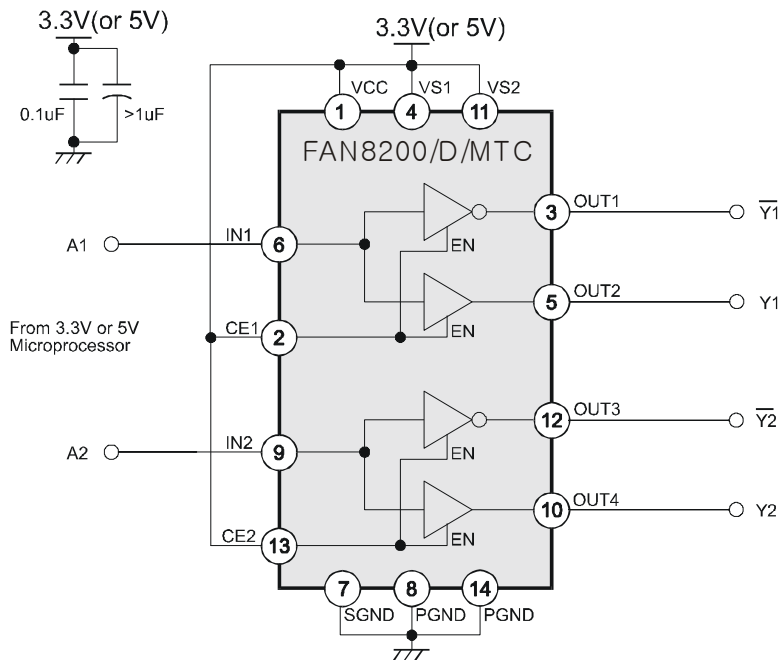 3.3V(or 5V)
3.3V(or 5V)
0.1uF
>1uF
VCC
VS1
VS2
1
4
11
FAN8200/D/MTC
A1
IN1
6
EN
3
OUT1
Y1
EN
5
OUT2
Y1
From 3.3V or 5V
Microprocessor
CE1
2
A2
IN2
9
EN
12
OUT3
Y2
EN
10
OUT4
Y2
CE2
13
7
8
14
SGND
PGND
PGND